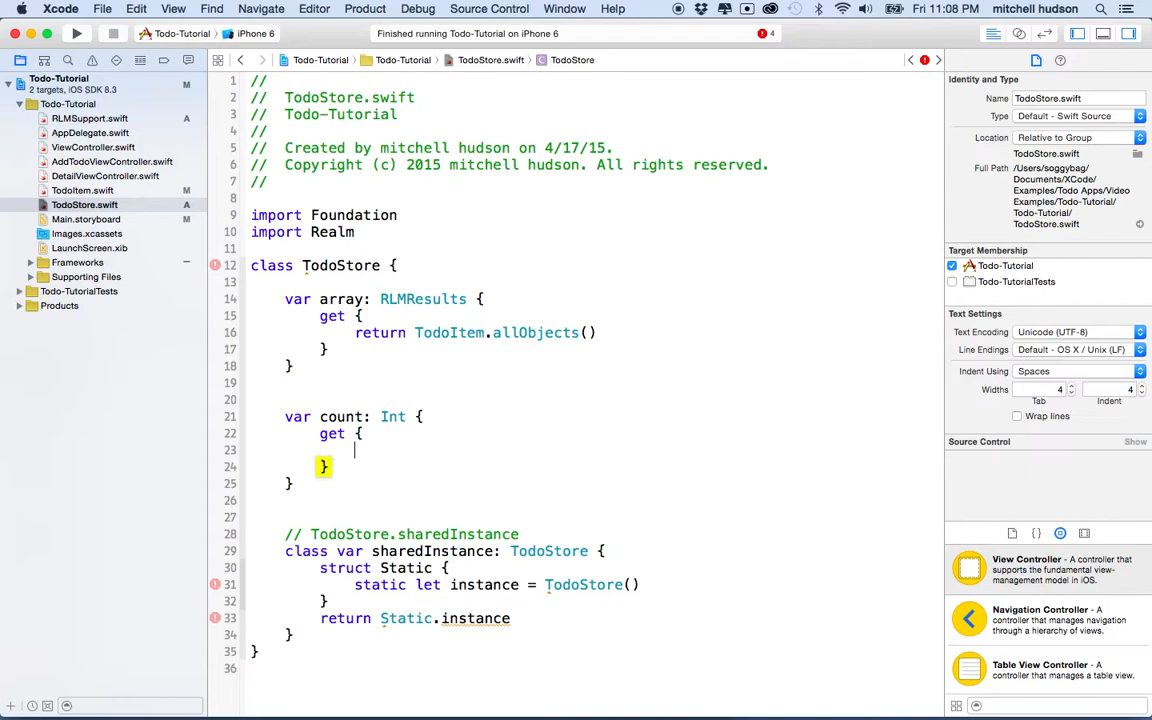 Xcode File Edit View Find Navigate Editor Product Debug Source Control Window Help Fri 11:08 PM mitchell hudson
Todo-Tutorial iPhone 6 Finished running Todo-Tutorial on iPhone 6 4
Todo-Tutorial Todo-Tutorial TodoStore.swift TodoStore
Todo-Tutorial M
2 targets, iOS SDK 8.3
Todo-Tutorial
RLMSupport.swift A
AppDelegate.swift
ViewController.swift
AddTodoViewController.swift
DetailViewController.swift
TodoItem.swift M
TodoStore.swift A
Main.storyboard M
Images.xcassets
LaunchScreen.xib
Frameworks
Supporting Files
Todo-TutorialTests
Products
1 //
2 // TodoStore.swift
3 // Todo-Tutorial
4 //
5 // Created by mitchell hudson on 4/17/15.
6 // Copyright (c) 2015 mitchell hudson. All rights reserved.
7 //
8
9 import Foundation
10 import Realm
11
12 class TodoStore {
13
14 var array: RLMResults {
15 get {
16 return TodoItem.allObjects()
17 }
18 }
19
20
21 var count: Int {
22 get {
23
24 }
25 }
26
27
28 // TodoStore.sharedInstance
29 class var sharedInstance: TodoStore {
30 struct Static {
31 static let instance = TodoStore()
32 }
33 return Static.instance
34 }
35 }
36
Identity and Type
Name TodoStore.swift
Type Default - Swift Source
Location Relative to Group
TodoStore.swift
Full Path /Users/soggybag/
Documents/XCode/
Examples/Todo Apps/Video
Examples/Todo-Tutorial/
Todo-Tutorial/
TodoStore.swift
Target Membership
Todo-Tutorial
Todo-TutorialTests
Text Settings
Text Encoding Unicode (UTF-8)
Line Endings Default - OS X / Unix (LF)
Indent Using Spaces
Widths 4 4
Tab Indent
Wrap lines
Source Control Show
View Controller - A controller that
supports the fundamental view-
management model in iOS.
Navigation Controller - A
controller that manages navigation
through a hierarchy of views.
Table View Controller - A
controller that manages a table view.